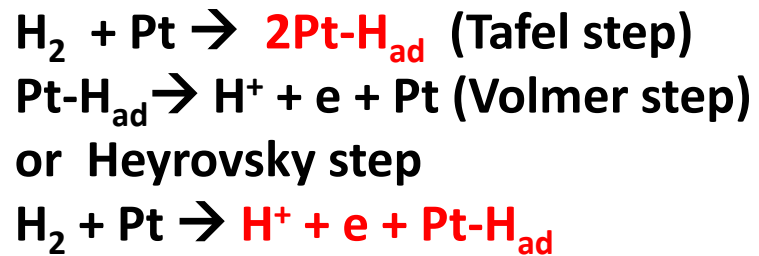 H₂ + Pt → 2Pt-Had (Tafel step)
Pt-Had→ H⁺ + e + Pt (Volmer step)
or Heyrovsky step
H₂ + Pt → H⁺ + e + Pt-Had